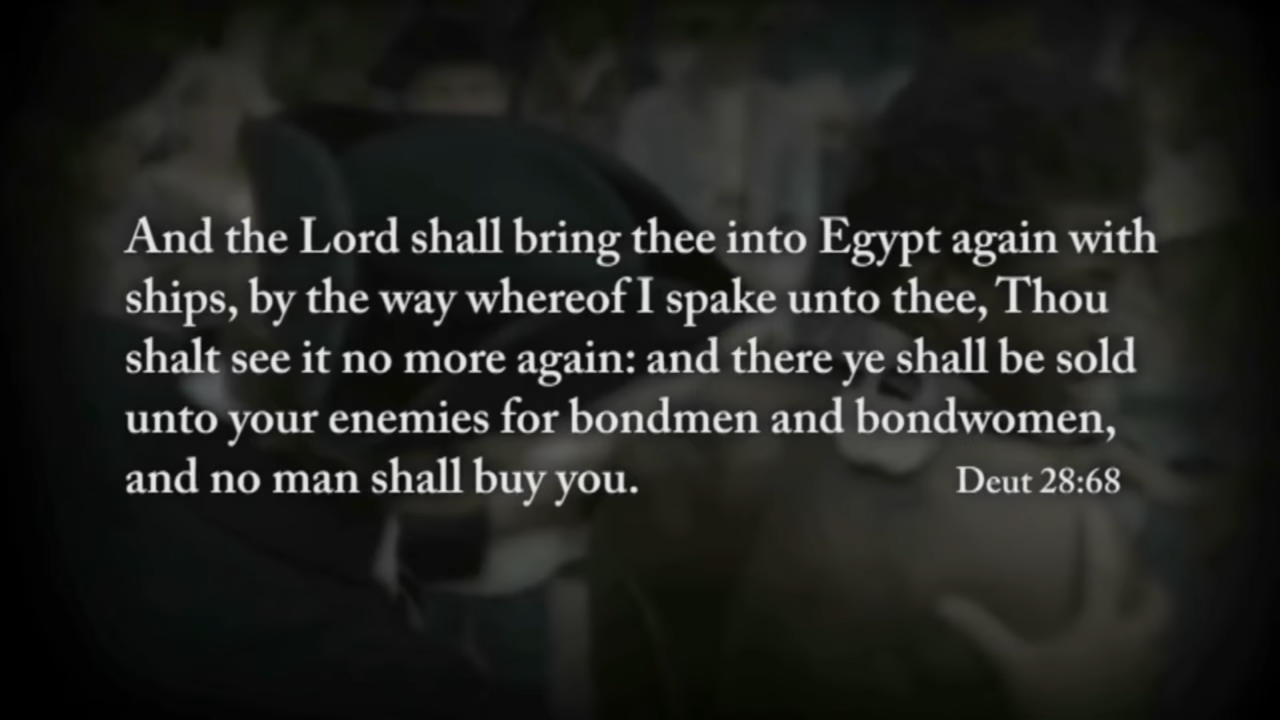 And the Lord shall bring thee into Egypt again with
ships, by the way whereof I spake unto thee, Thou
shalt see it no more again: and there ye shall be sold
unto your enemies for bondmen and bondwomen,
and no man shall buy you.
Deut 28:68